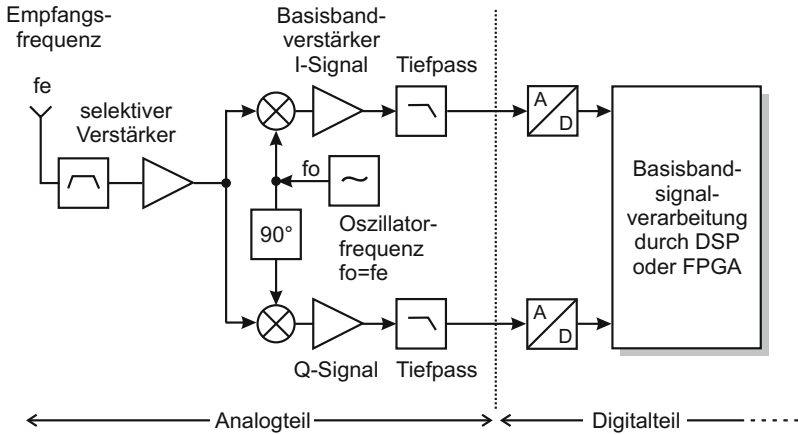 Empfangs-
frequenz
fe
selektiver
Verstärker
Basisband-
verstärker
I-Signal
Tiefpass
fo
90°
Oszillator-
frequenz
fo=fe
Q-Signal
Tiefpass
A
D
A
D
Basisband-
signal-
verarbeitung
durch DSP
oder FPGA
Analogteil
Digitalteil